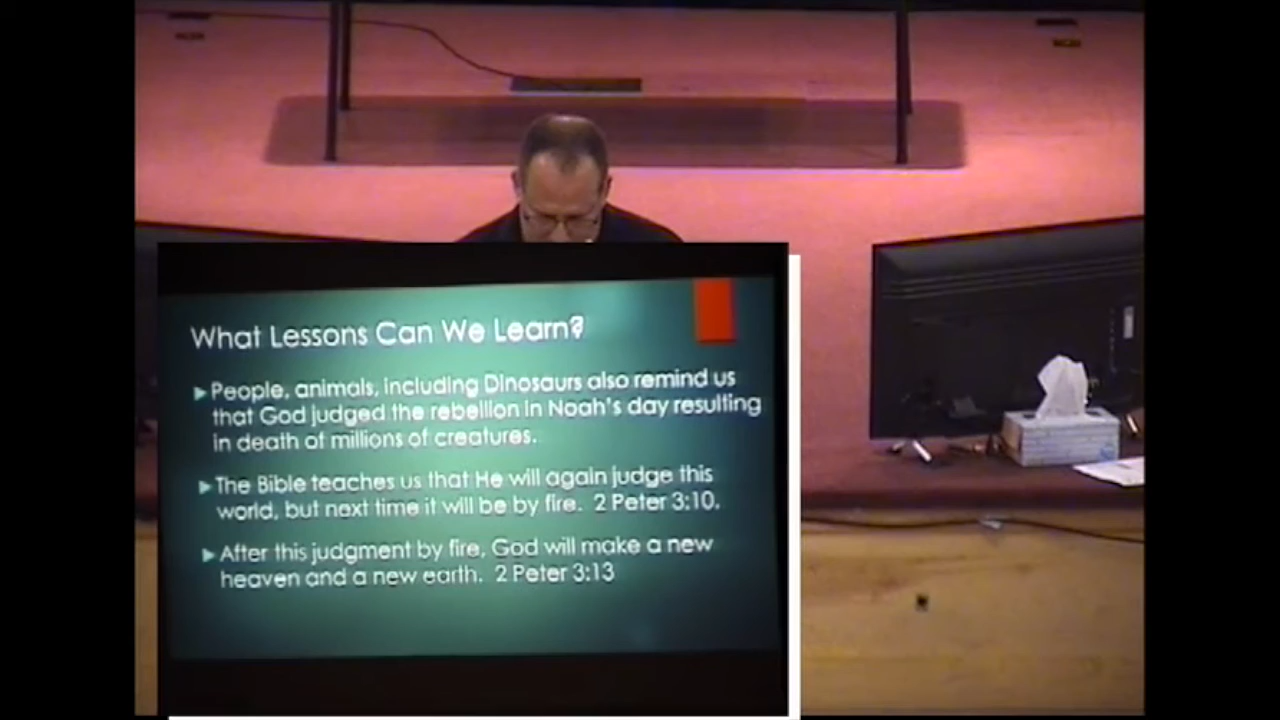 What Lessons Can We Learn?
People, animals, including Dinosaurs also remind us
that God judged the rebellion in Noah's day resulting
in death of millions of creatures.
The Bible teaches us that He will again judge this
world, but next time it will be by fire. 2 Peter 3:10.
After this judgment by fire, God will make a new
heaven and a new earth. 2 Peter 3:13